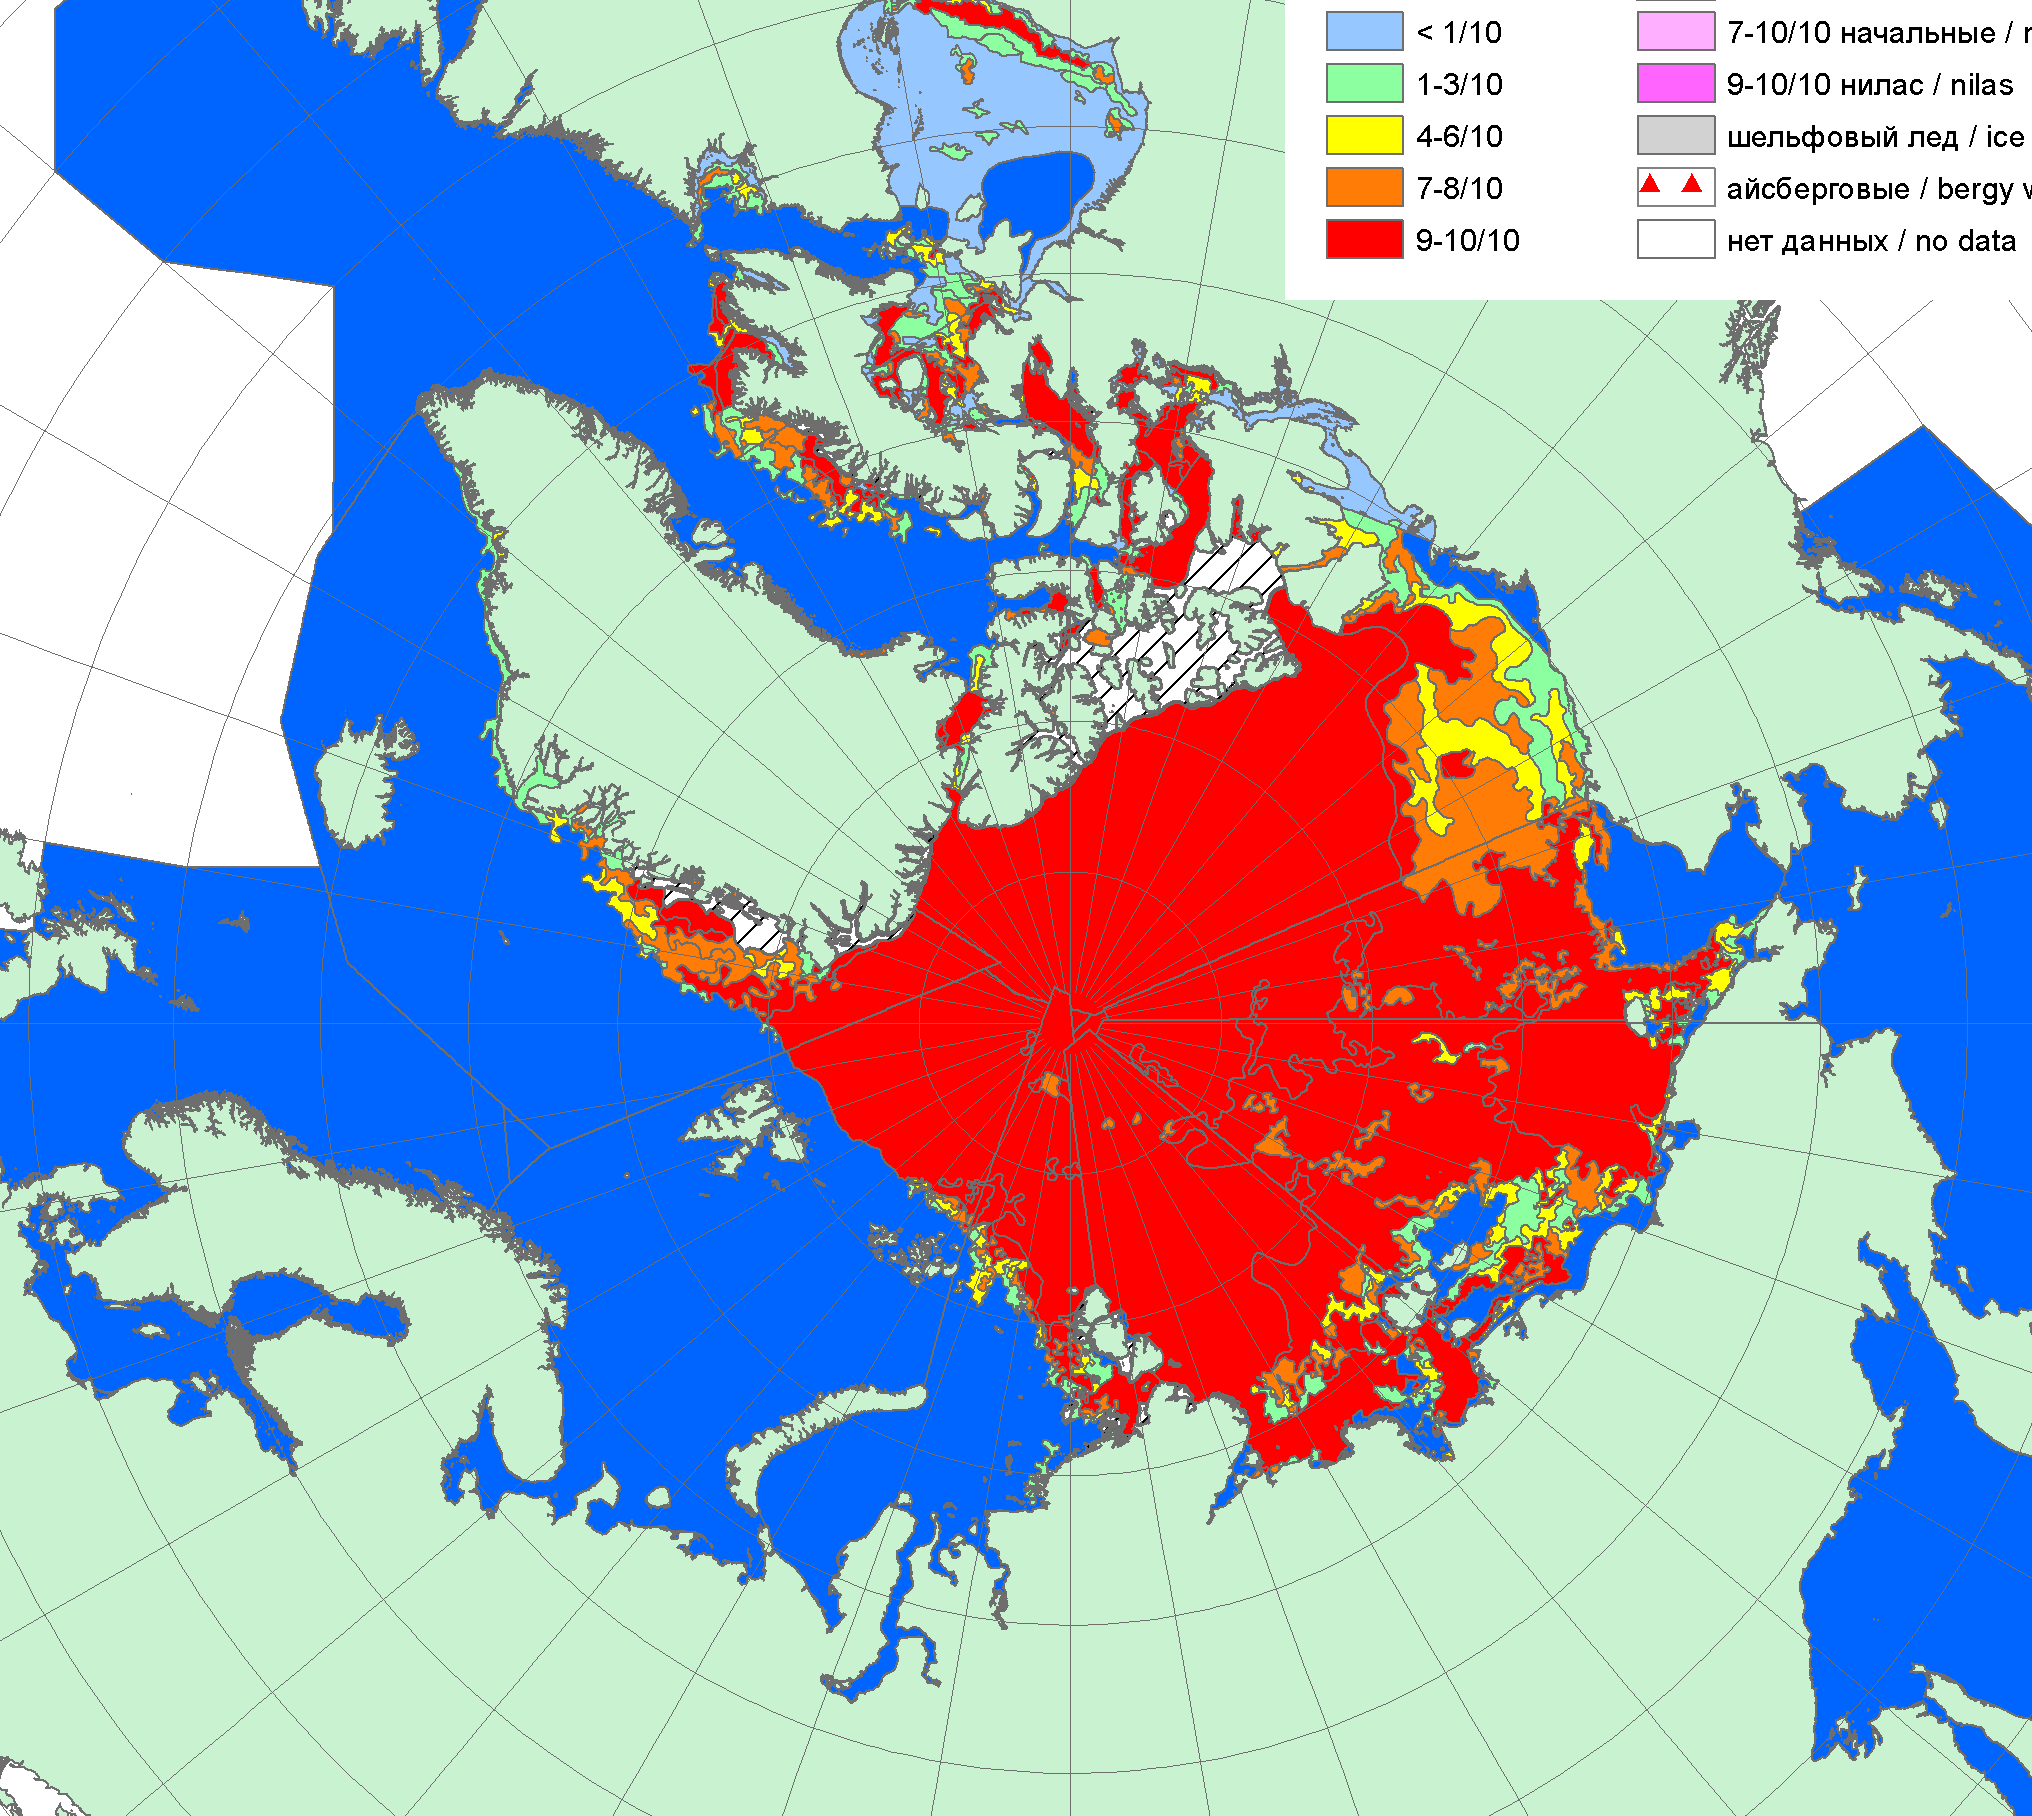 < 1/10
1-3/10
4-6/10
7-8/10
9-10/10
7-10/10 начальные /
9-10/10 нилас / nilas
шельфовый лед / ice
айсберговые / bergy
нет данных / no data